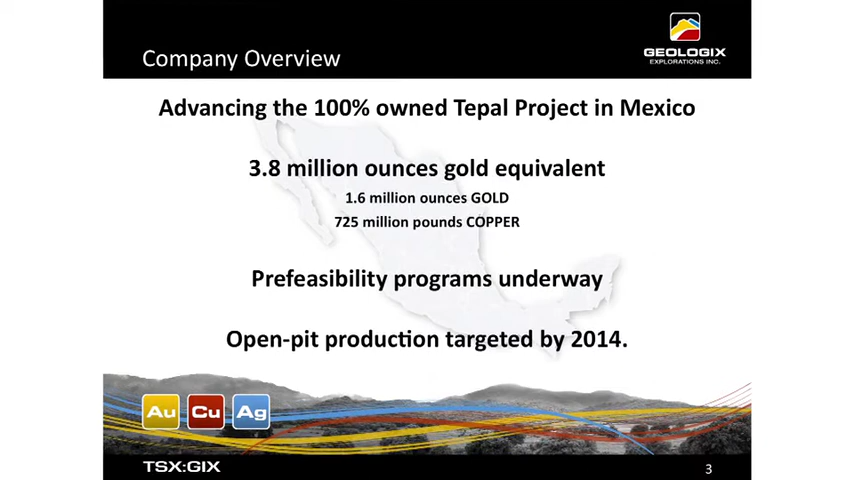 Company Overview
GEOLOGIX
EXPLORATIONS INC.
Advancing the 100% owned Tepal Project in Mexico
3.8 million ounces gold equivalent
1.6 million ounces GOLD
725 million pounds COPPER
Prefeasibility programs underway
Open-pit production targeted by 2014.
Au Cu Ag
TSX:GIX
3